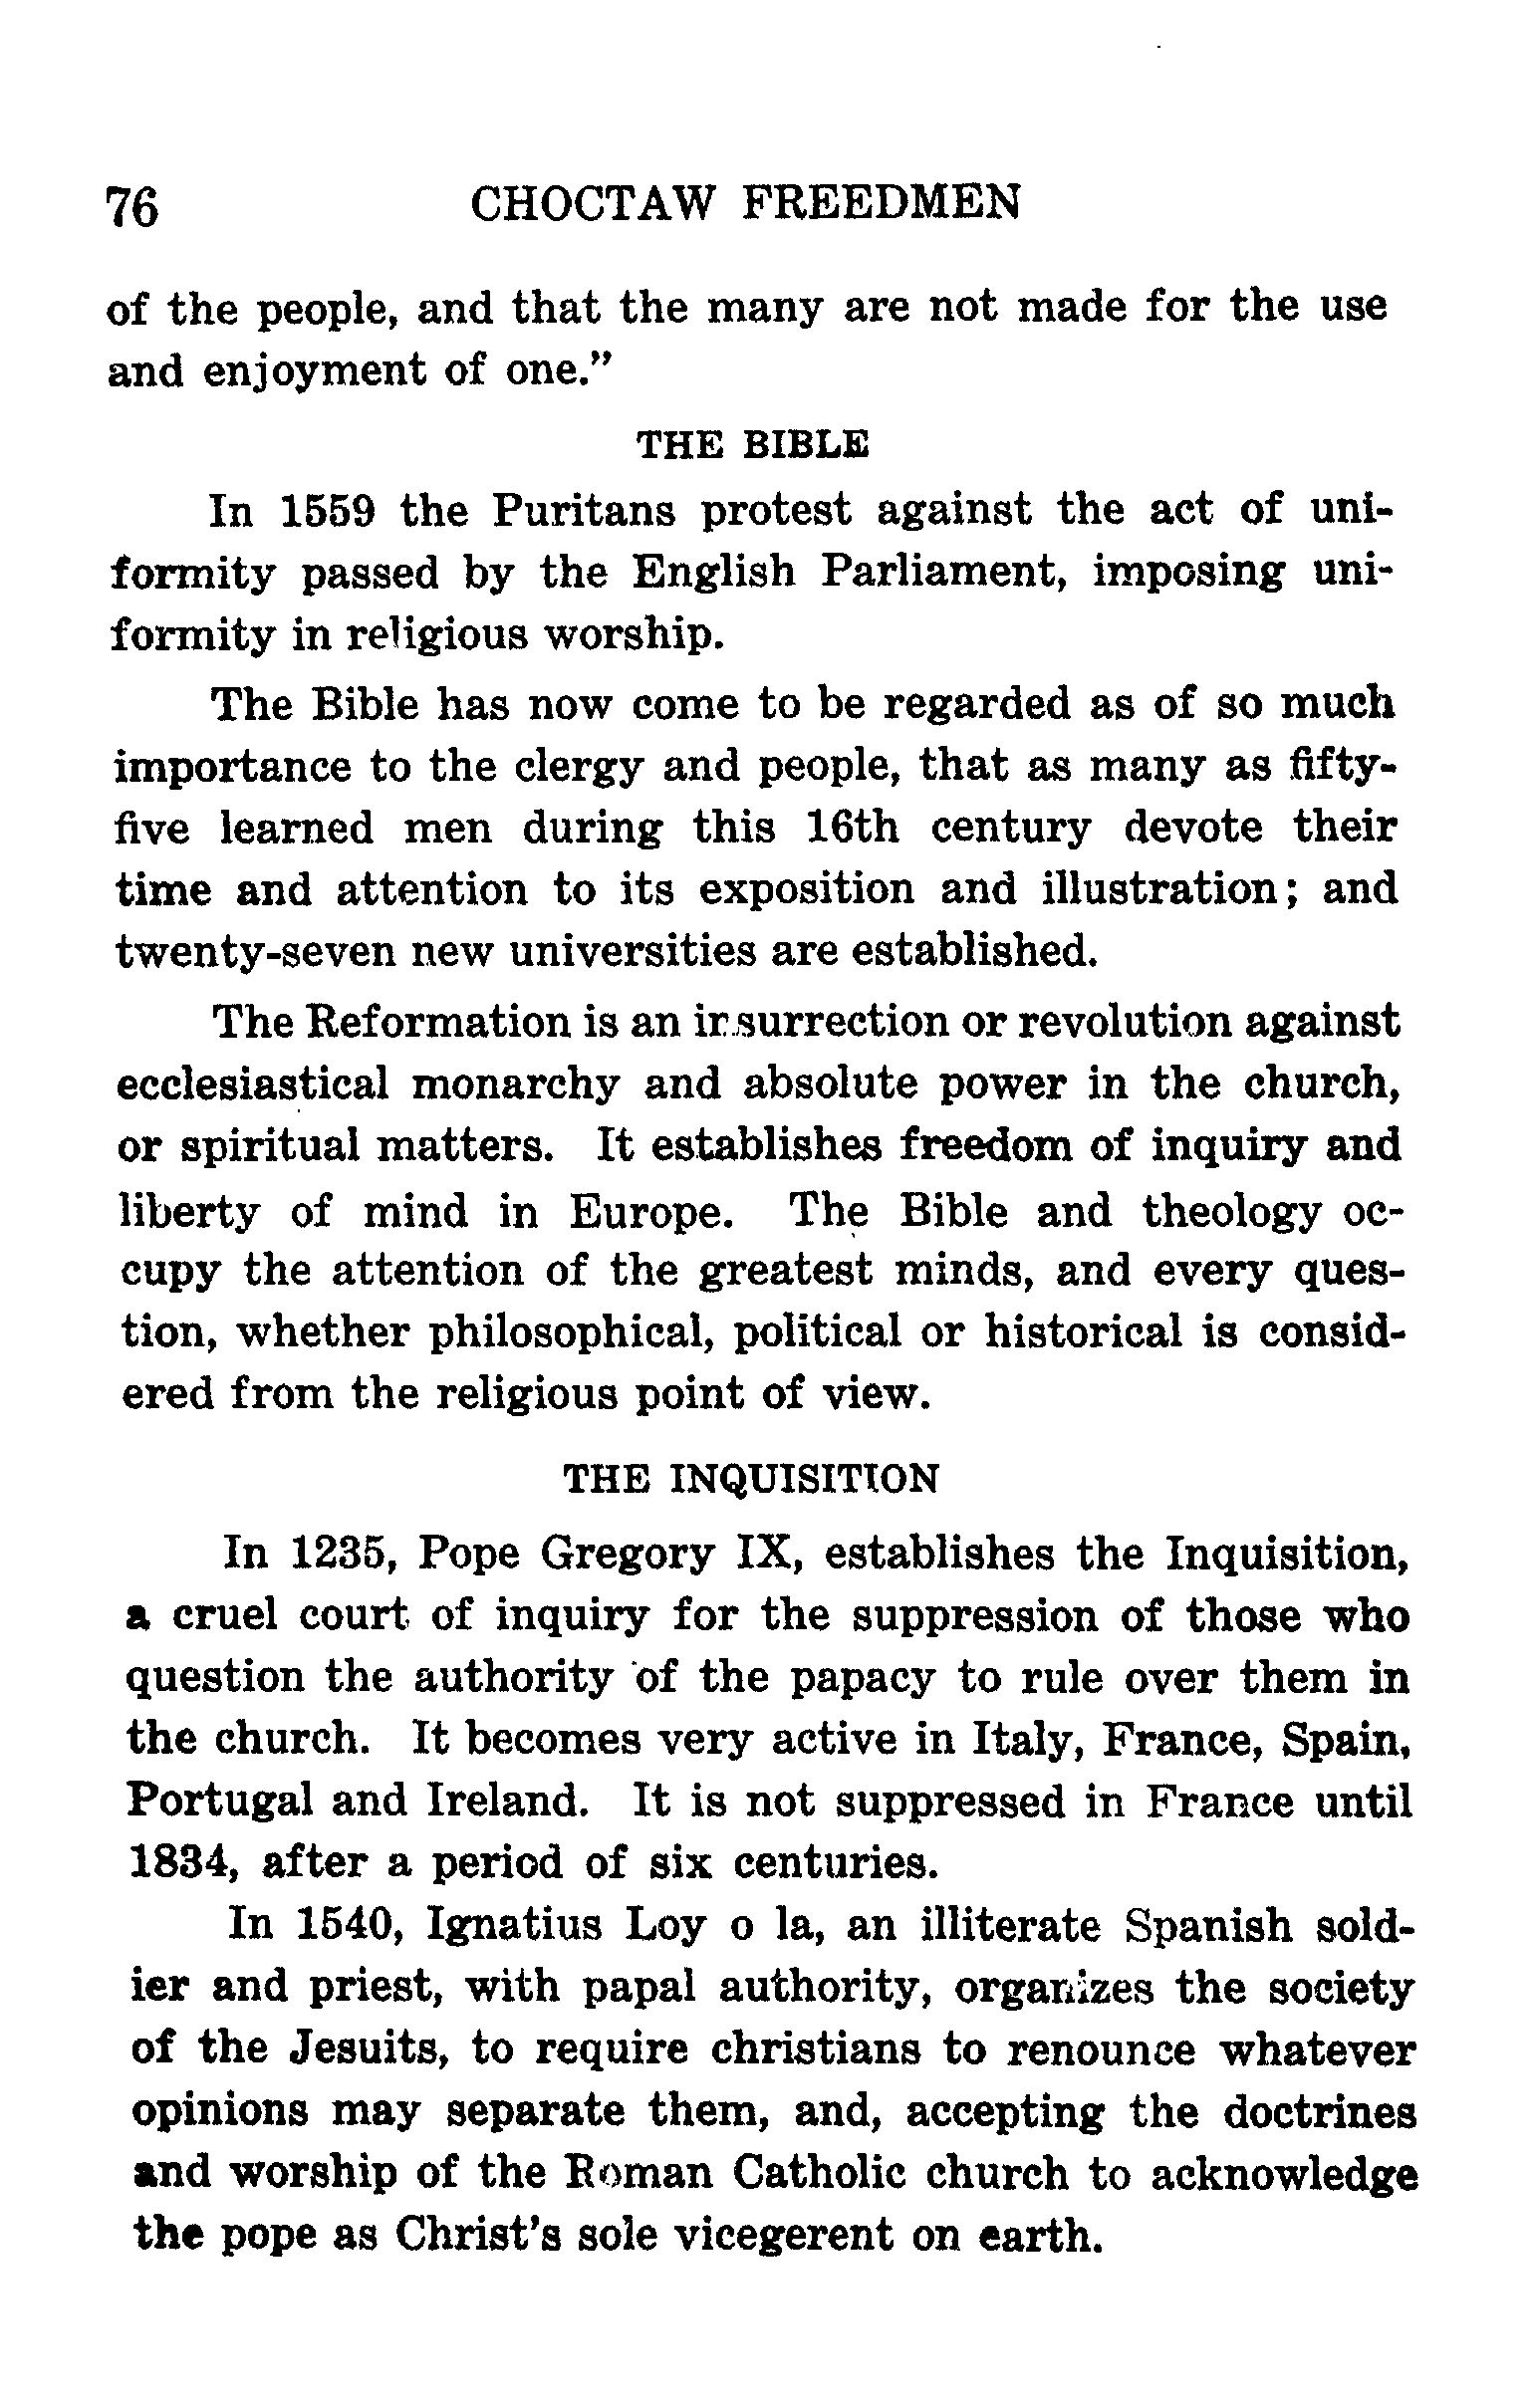 76 CHOCTAW FREEDMEN
of the people, and that the many are not made for the use
and enjoyment of one."
THE BIBLE
In 1559 the Puritans protest against the act of uni-
formity passed by the English Parliament, imposing uni-
formity in religious worship.
The Bible has now come to be regarded as of so much
importance to the clergy and people, that as many as fifty-
five learned men during this 16th century devote their
time and attention to its exposition and illustration; and
twenty-seven new universities are established.
The Reformation is an insurrection or revolution against
ecclesiastical monarchy and absolute power in the church,
or spiritual matters. It establishes freedom of inquiry and
liberty of mind in Europe. The Bible and theology oc-
cupy the attention of the greatest minds, and every ques-
tion, whether philosophical, political or historical is consid-
ered from the religious point of view.
THE INQUISITION
In 1235, Pope Gregory IX, establishes the Inquisition,
a cruel court of inquiry for the suppression of those who
question the authority of the papacy to rule over them in
the church. It becomes very active in Italy, France, Spain,
Portugal and Ireland. It is not suppressed in France until
1834, after a period of six centuries.
In 1540, Ignatius Loy o la, an illiterate Spanish sold-
ier and priest, with papal authority, organizes the society
of the Jesuits, to require christians to renounce whatever
opinions may separate them, and, accepting the doctrines
and worship of the Roman Catholic church to acknowledge
the pope as Christ's sole vicegerent on earth.